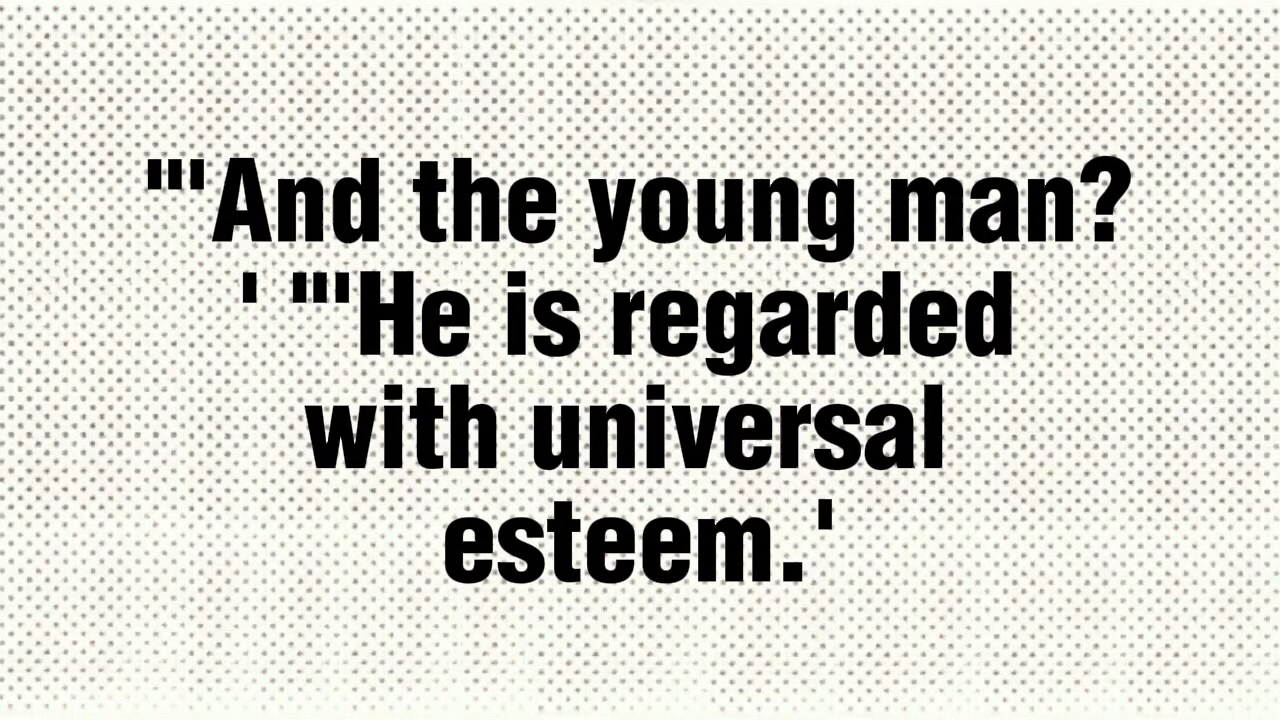 "'And the young man?
' "'He is regarded
with universal
esteem.'